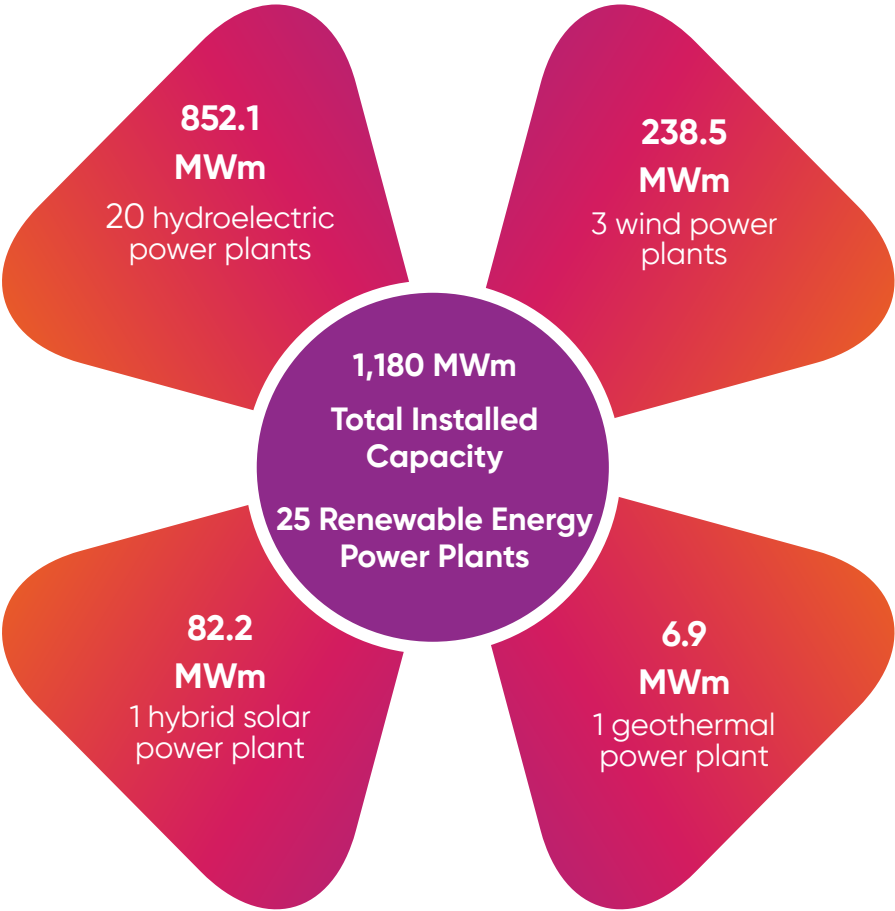 852.1
MWm
20 hydroelectric
power plants
238.5
MWm
3 wind power
plants
1,180 MWm
Total Installed
Capacity
25 Renewable Energy
Power Plants
82.2
MWm
1 hybrid solar
power plant
6.9
MWm
1 geothermal
power plant